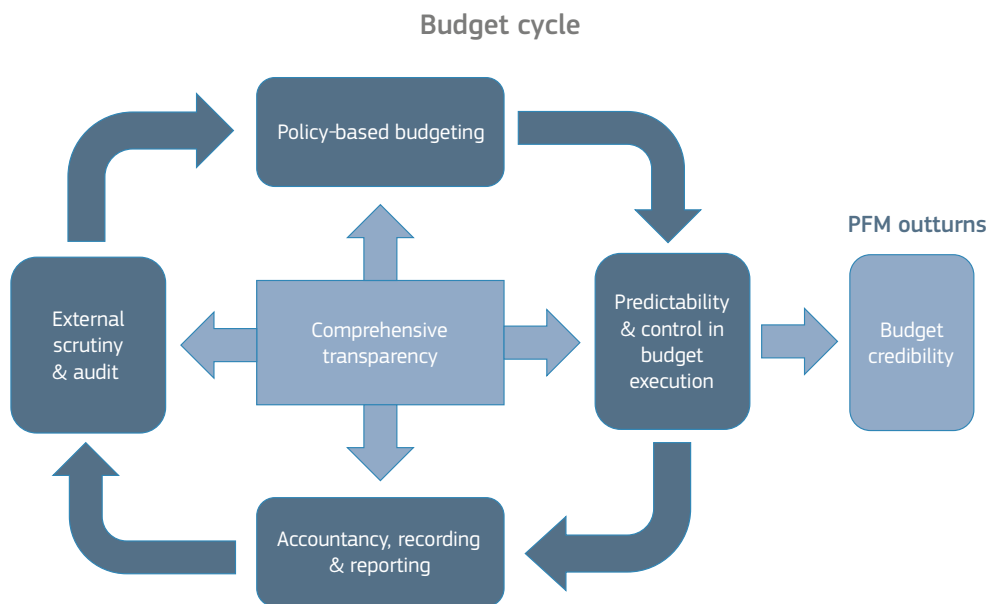 Budget cycle
Policy-based budgeting
PFM outturns
External
scrutiny
& audit
Comprehensive
transparency
Predictability
& control in
budget
execution
Budget
credibility
Accountancy, recording
& reporting